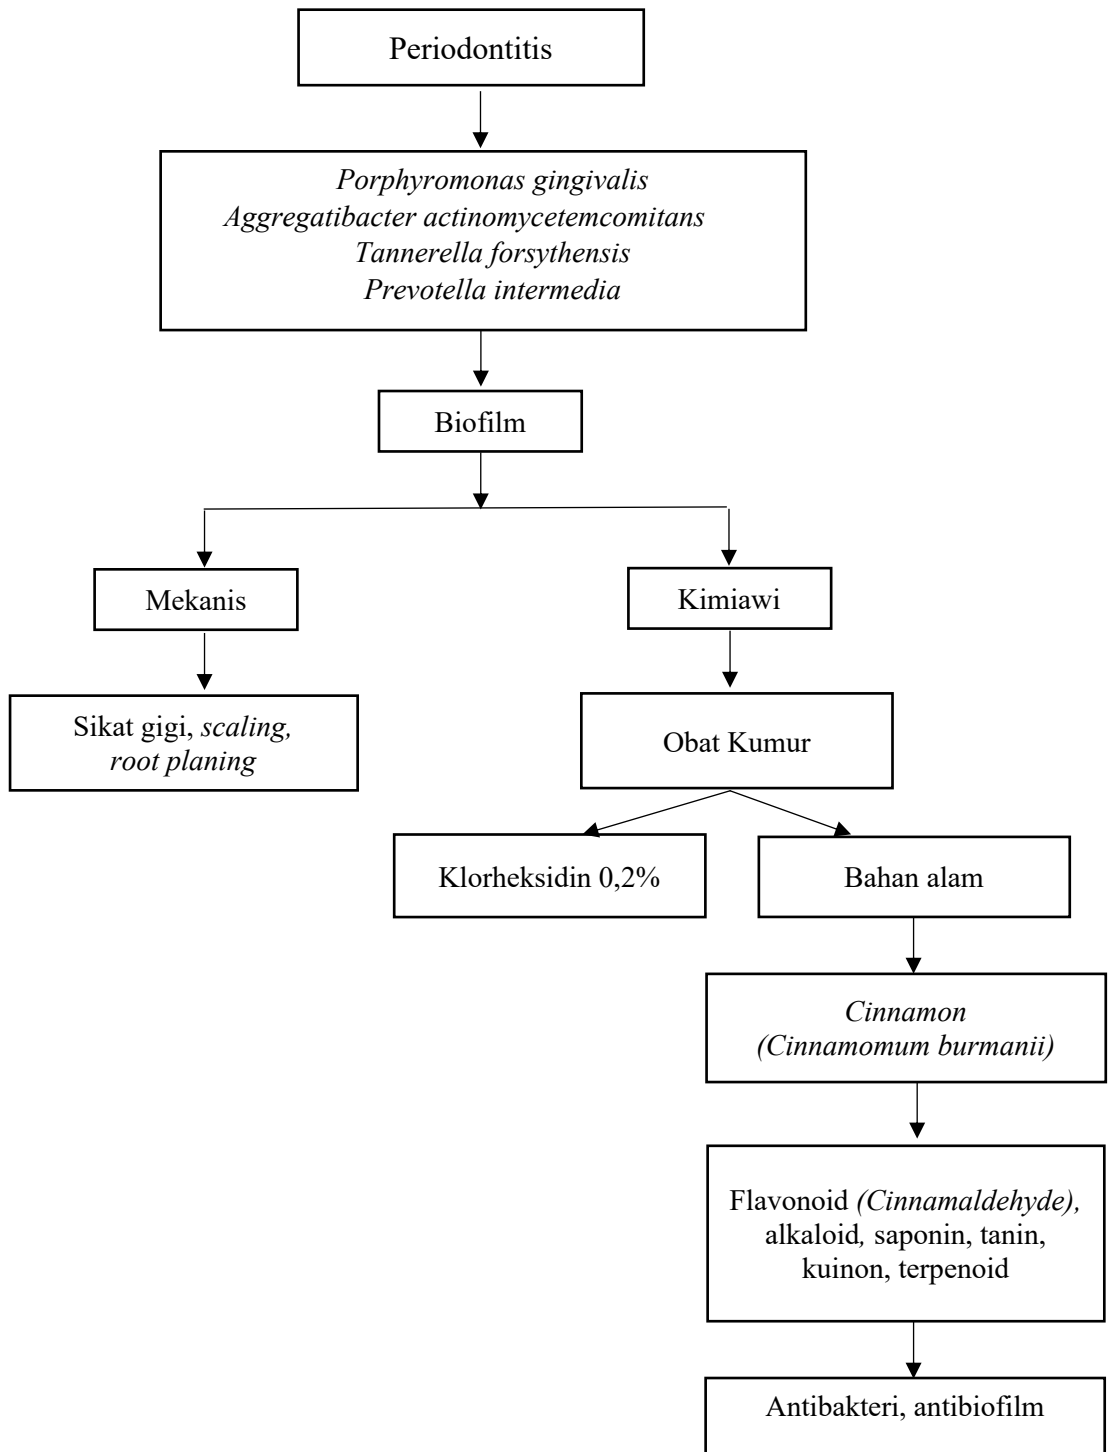 Periodontitis
Porphyromonas gingivalis
Aggregatibacter actinomycetemcomitans
Tannerella forsythensis
Prevotella intermedia
Biofilm
Mekanis
Kimiawi
Sikat gigi, scaling,
root planing
Obat Kumur
Klorheksidin 0,2%
Bahan alam
Cinnamon
(Cinnamomum burmanii)
Flavonoid (Cinnamaldehyde),
alkaloid, saponin, tanin,
kuinon, terpenoid
Antibakteri, antibiofilm